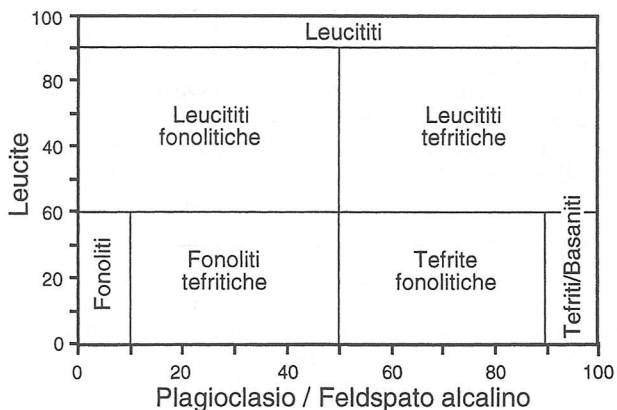 100
Leucititi
80
Leucititi
fonolitiche
Leucititi
tefritiche
40
Leucite
60
Fonoliti
Fonoliti
tefritiche
Tefrite
fonolitiche
Tefriti/Basaniti
20
0
0 20 40 60 80 100
Plagioclasio / Feldspato alcalino